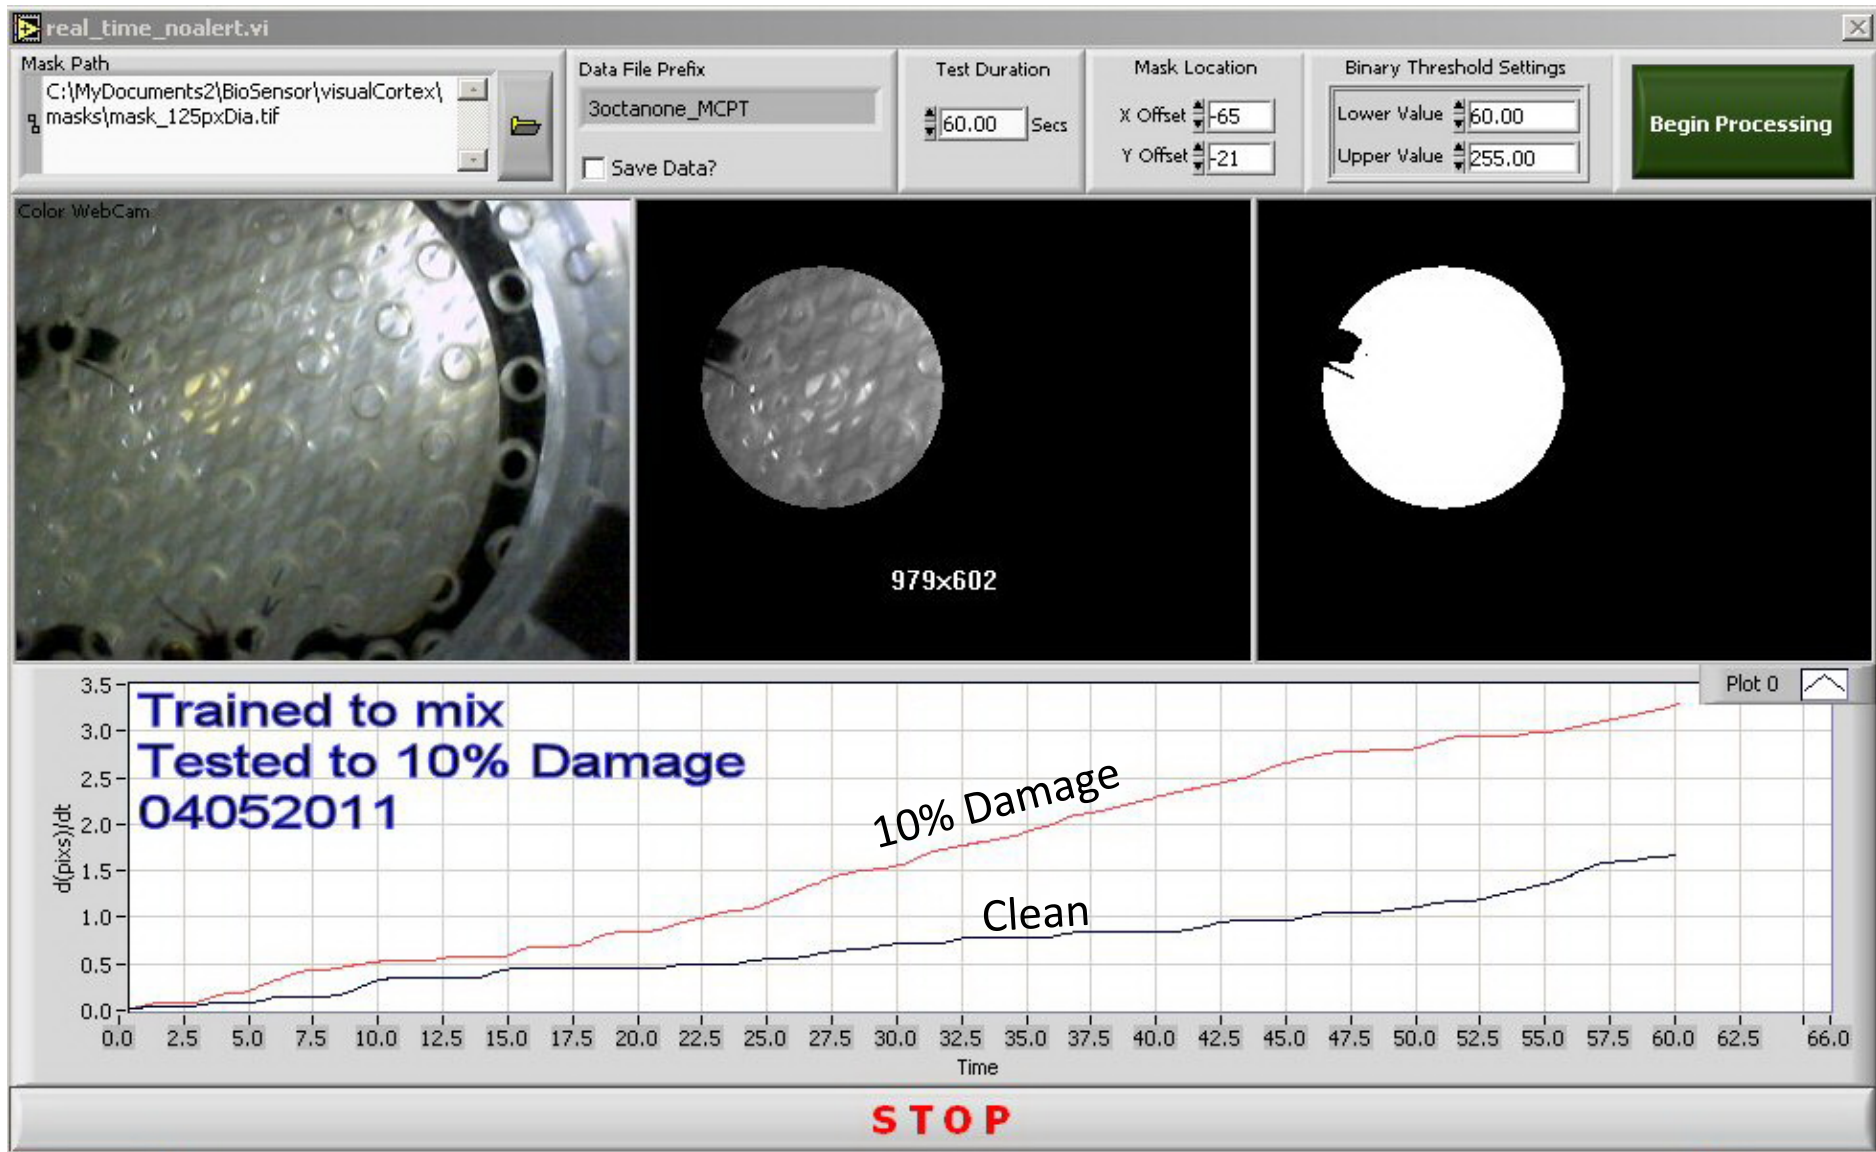 real_time_noalert.vi
Mask Path
C:\MyDocuments2\BioSensor\visualCortex\
masks\mask_125pxDia.tif
Data File Prefix
3octanone_MCPT
Save Data?
Test Duration
60.00 Secs
Mask Location
X Offset -65
Y Offset -21
Binary Threshold Settings
Lower Value 60.00
Upper Value 255.00
Begin Processing
Color WebCam
979x602
Plot 0
Trained to mix
Tested to 10% Damage
04052011
10% Damage
Clean
d(pixs)/dt
3.5
3.0
2.5
2.0
1.5
1.0
0.5
0.0
0.0 2.5 5.0 7.5 10.0 12.5 15.0 17.5 20.0 22.5 25.0 27.5 30.0 32.5 35.0 37.5 40.0 42.5 45.0 47.5 50.0 52.5 55.0 57.5 60.0 62.5 66.0
Time
STOP